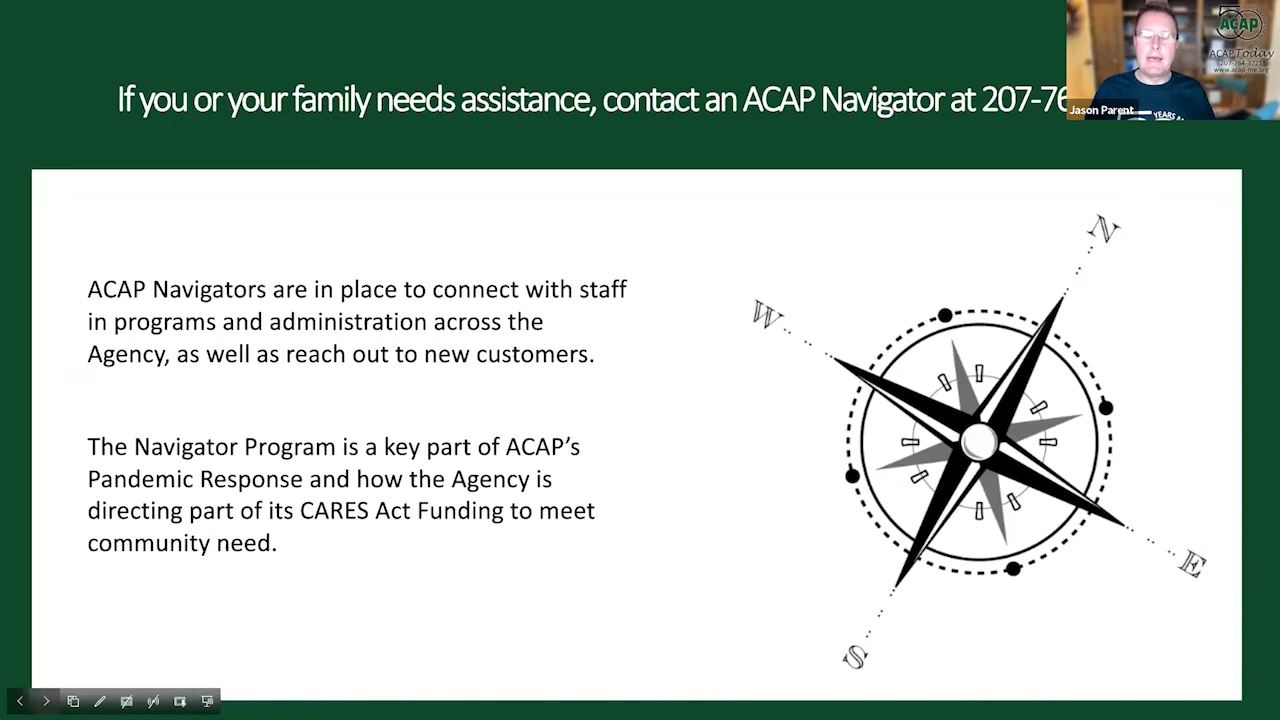 If you or your family needs assistance, contact an ACAP Navigator at 207-76
ACAP
ACAP Today
207-764-3721
www.acap-me.org
Jason Parent
YEARS
ACAP Navigators are in place to connect with staff
in programs and administration across the
Agency, as well as reach out to new customers.
The Navigator Program is a key part of ACAP’s
Pandemic Response and how the Agency is
directing part of its CARES Act Funding to meet
community need.
N
W
E
S